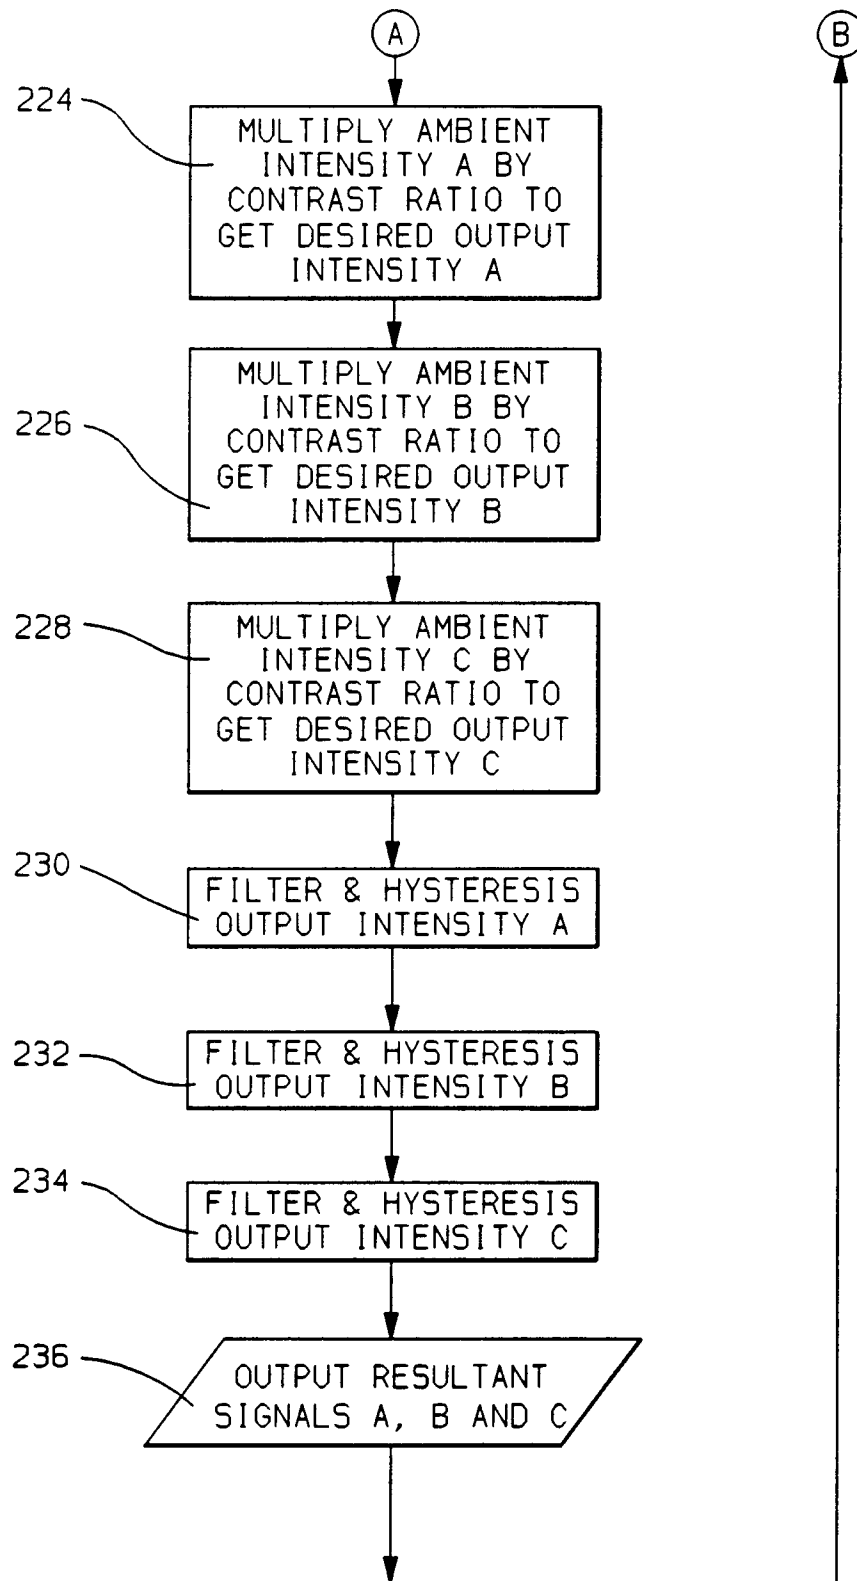 A
B
224
MULTIPLY AMBIENT
INTENSITY A BY
CONTRAST RATIO TO
GET DESIRED OUTPUT
INTENSITY A
226
MULTIPLY AMBIENT
INTENSITY B BY
CONTRAST RATIO TO
GET DESIRED OUTPUT
INTENSITY B
228
MULTIPLY AMBIENT
INTENSITY C BY
CONTRAST RATIO TO
GET DESIRED OUTPUT
INTENSITY C
230
FILTER & HYSTERESIS
OUTPUT INTENSITY A
232
FILTER & HYSTERESIS
OUTPUT INTENSITY B
234
FILTER & HYSTERESIS
OUTPUT INTENSITY C
236
OUTPUT RESULTANT
SIGNALS A, B AND C